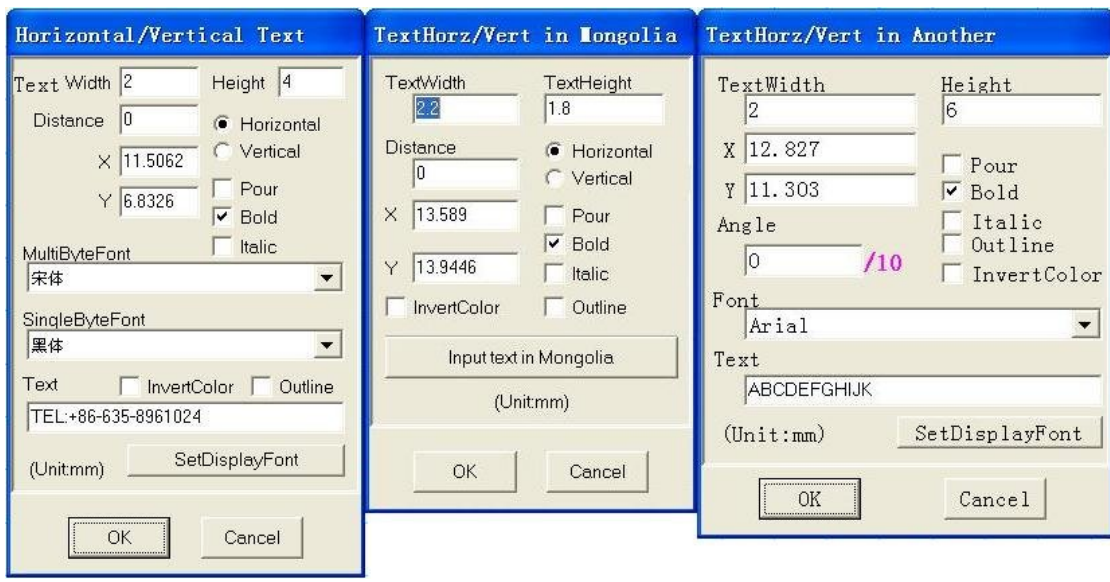 Horizontal/Vertical Text
Text Width 2 Height 4
Distance 0 Horizontal
X 11.5062 Vertical
Y 6.8326 Pour
Bold
Italic
MultiByteFont
宋体
SingleByteFont
黑体
Text InvertColor Outline
TEL:+86-635-8961024
(Unit:mm) SetDisplayFont
OK Cancel
TextHorz/Vert in Mongolia
TextWidth TextHeight
2.2 1.8
Distance Horizontal
0 Vertical
X 13.589 Pour
Bold
Y 13.9446 Italic
InvertColor Outline
Input text in Mongolia
(Unit:mm)
OK Cancel
TextHorz/Vert in Another
TextWidth Height
2 6
X 12.827 Pour
Y 11.303 Bold
Angle Italic
Outline
0 /10 InvertColor
Font
Arial
Text
ABCDEFGHIJK
(Unit:mm) SetDisplayFont
OK Cancel